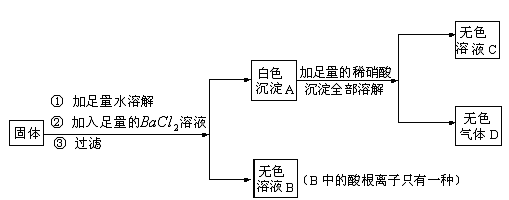 固体
① 加足量水溶解
② 加入足量的BaCl2溶液
③ 过滤
白色
沉淀A
加足量的稀硝酸
沉淀全部溶解
无色
溶液C
无色
气体D
无色
溶液B
(B中的酸根离子只有一种)